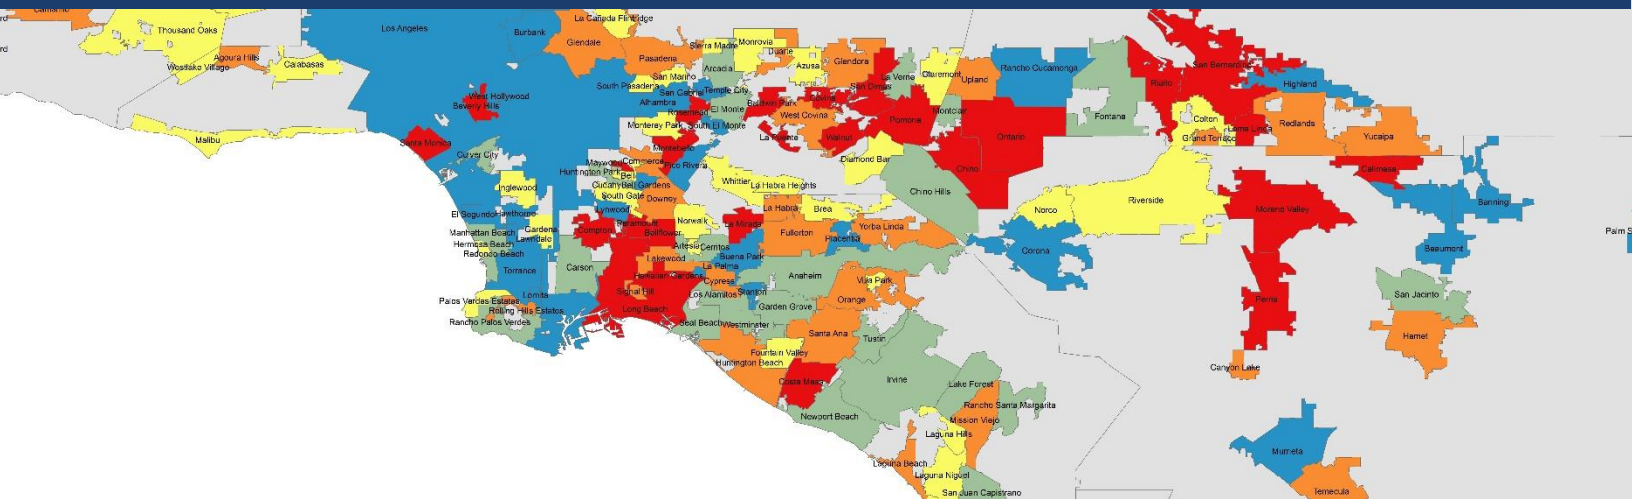 La Cañada Flintridge
Los Angeles
Burbank
Thousand Oaks
Glendale
Sierra Madre
Monrovia
Duarte
Agoura Hills
Calabasas
Westlake Village
Pasadena
Arcadia
Azusa
Glendora
La Verne
Claremont
Upland
Rancho Cucamonga
San Bernardino
Rialto
Highland
San Marino
South Pasadena
San Gabriel
Temple City
San Dimas
West Hollywood
Beverly Hills
Alhambra
Rosemead
El Monte
Baldwin Park
Covina
West Covina
Pomona
Montclair
Fontana
Colton
Loma Linda
Redlands
Yucaipa
Monterey Park
South El Monte
La Puente
Walnut
Ontario
Grand Terrace
Malibu
Santa Monica
Culver City
Montebello
Maywood
Commerce
Pico Rivera
Diamond Bar
Chino
Calimesa
Huntington Park
Bell
Cudahy
Bell Gardens
Whittier
La Habra Heights
Chino Hills
Inglewood
South Gate
Downey
Riverside
Banning
El Segundo
Hawthorne
Lynwood
La Habra
Brea
Norco
Moreno Valley
Manhattan Beach
Gardena
Lawndale
Compton
Paramount
Bellflower
Norwalk
La Mirada
Fullerton
Placentia
Yorba Linda
Palm S
Hermosa Beach
Redondo Beach
Artesia
Cerritos
Buena Park
Corona
Beaumont
Torrance
Carson
Lakewood
La Palma
Hawaiian Gardens
Cypress
Anaheim
Villa Park
Lomita
Signal Hill
Los Alamitos
Stanton
Orange
Perris
San Jacinto
Palos Verdes Estates
Rolling Hills Estates
Long Beach
Garden Grove
Rancho Palos Verdes
Seal Beach
Westminster
Santa Ana
Tustin
Hemet
Fountain Valley
Huntington Beach
Canyon Lake
Costa Mesa
Irvine
Lake Forest
Newport Beach
Rancho Santa Margarita
Mission Viejo
Laguna Hills
Murrieta
Laguna Beach
Laguna Niguel
San Juan Capistrano
Temecula